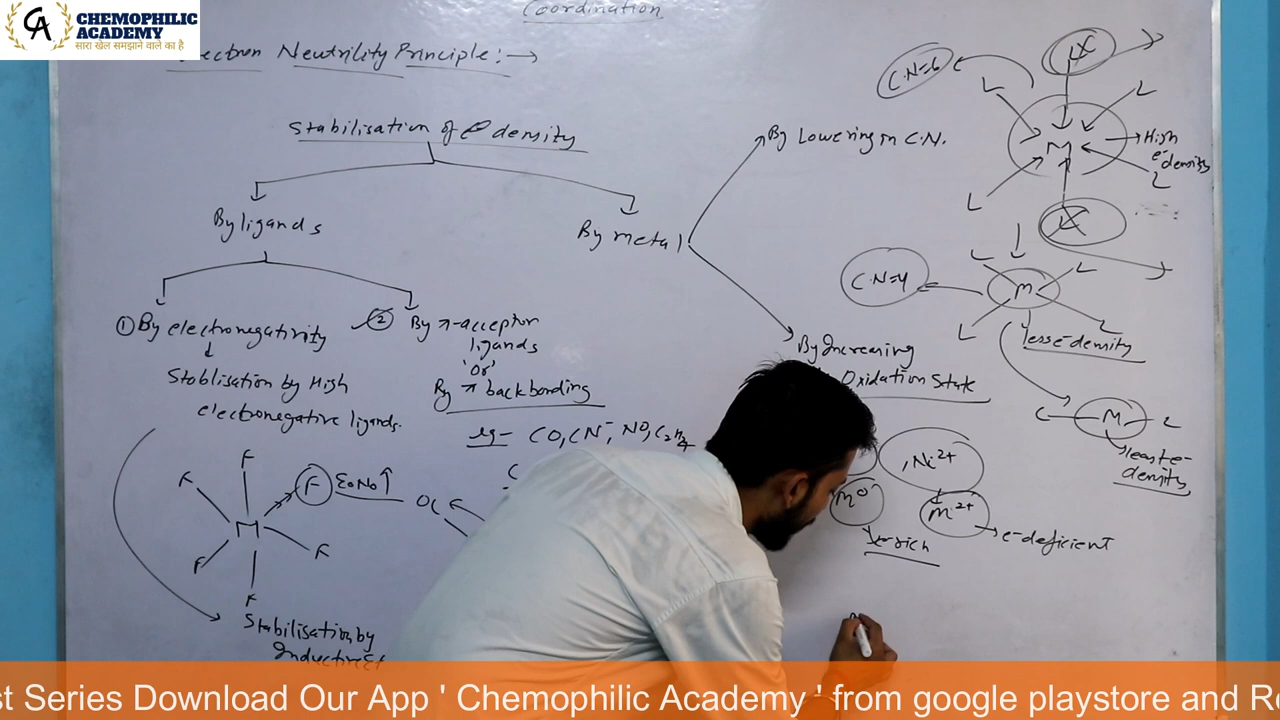 CA
CHEMOPHILIC
ACADEMY
सारा खेल समझाने वाले का है
Coordination
Neutrility Principle:→
Stabilisation of e density
By ligands
By metal
① By electronegativity
Stablisation by High
electronegative ligands.
② By π-acceptor
ligands
'Or'
By π backbonding
eg- CO, CN⁻, NO, C₂H₄
F
F
F
F
F
F
M
E.N↑
OC
Stabilisation by
By Lowering in C.N.
C.N=6
L
L
L
L
L
L
M
High
e⁻density
C.N=4
L
L
L
L
M
less e-density
L
M
L
least e-
density
By Increasing
Oxidation State
, Ni²⁺
M⁰
M²⁺
e-rich
e-deficient
st Series Download Our App ' Chemophilic Academy ' from google playstore and Re